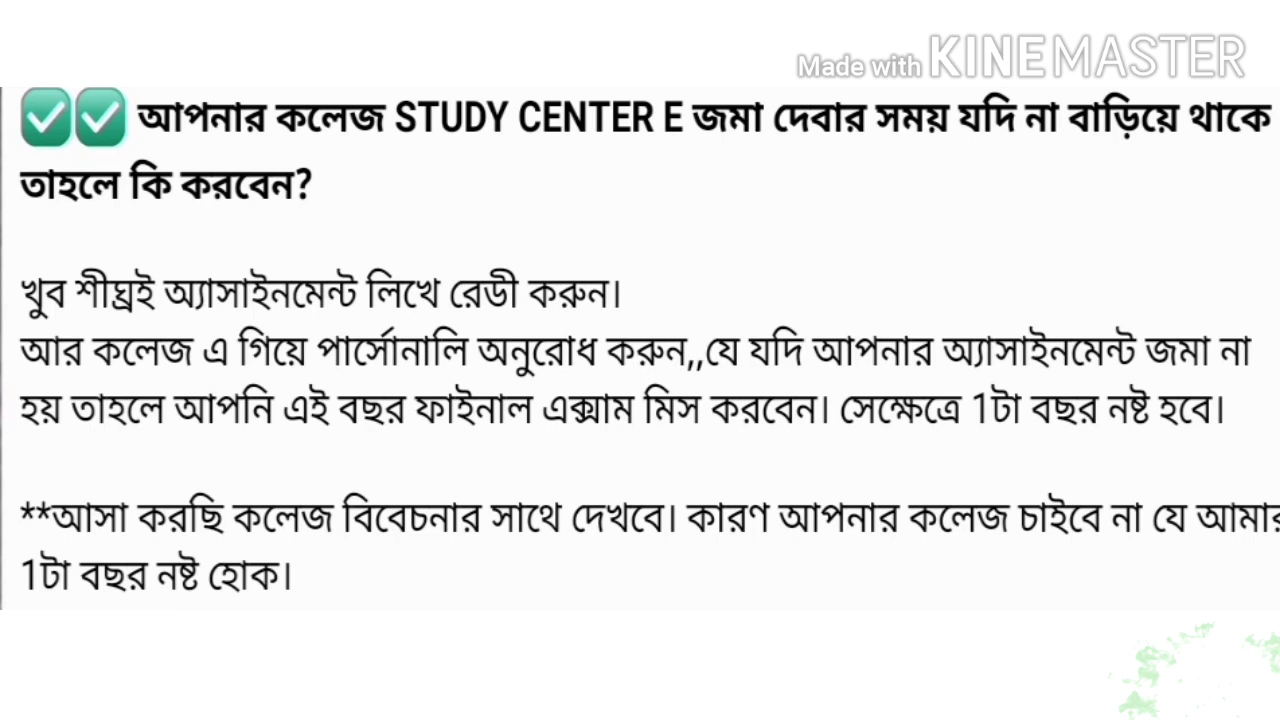 Made with KINEMASTER
✅✅ আপনার কলেজ STUDY CENTER E জমা দেবার সময় যদি না বাড়িয়ে থাকে
তাহলে কি করবেন?
খুব শীঘ্রই অ্যাসাইনমেন্ট লিখে রেডী করুন।
আর কলেজ এ গিয়ে পার্সোনালি অনুরোধ করুন,,যে যদি আপনার অ্যাসাইনমেন্ট জমা না
হয় তাহলে আপনি এই বছর ফাইনাল এক্সাম মিস করবেন। সেক্ষেত্রে 1টা বছর নষ্ট হবে।
**আসা করছি কলেজ বিবেচনার সাথে দেখবে। কারণ আপনার কলেজ চাইবে না যে আমার
1টা বছর নষ্ট হোক।